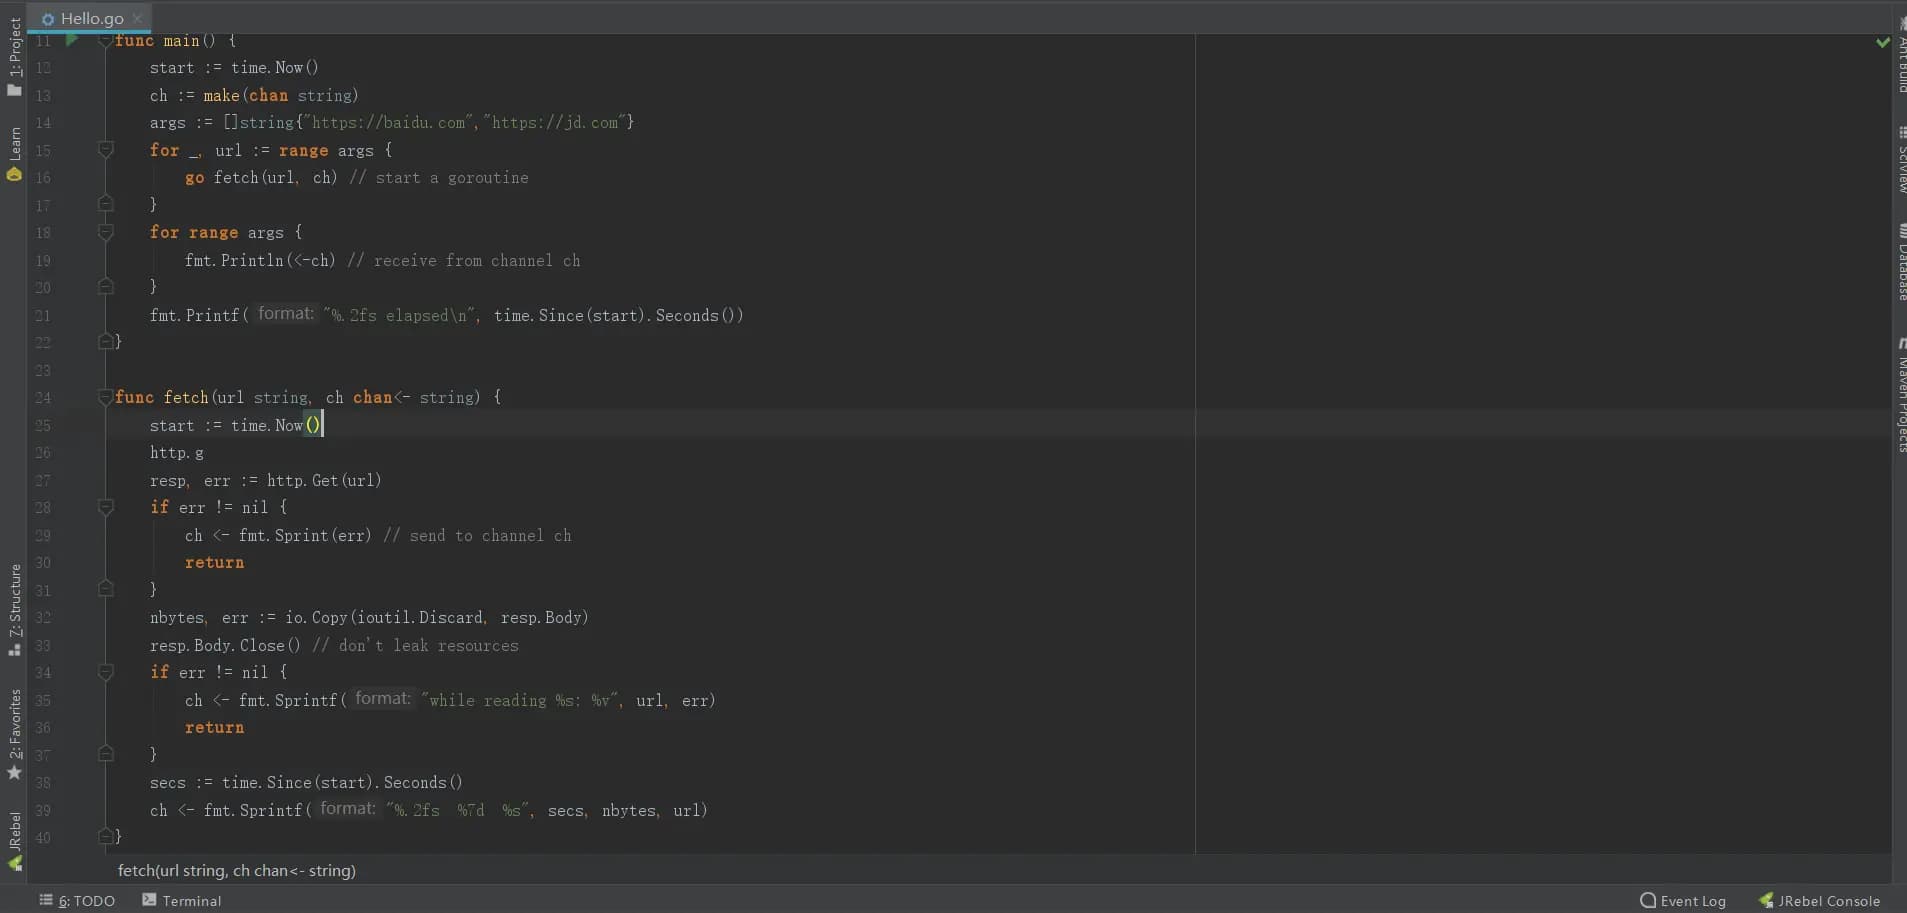 Hello.go
1: Project
Learn
7: Structure
2: Favorites
JRebel
11 func main() {
12 start := time.Now()
13 ch := make(chan string)
14 args := []string{"https://baidu.com","https://jd.com"}
15 for _, url := range args {
16 go fetch(url, ch) // start a goroutine
17 }
18 for range args {
19 fmt.Println(<-ch) // receive from channel ch
20 }
21 fmt.Printf( format: "%.2fs elapsed\n", time.Since(start).Seconds())
22 }
23
24 func fetch(url string, ch chan<- string) {
25 start := time.Now()
26 http.g
27 resp, err := http.Get(url)
28 if err != nil {
29 ch <- fmt.Sprint(err) // send to channel ch
30 return
31 }
32 nbytes, err := io.Copy(ioutil.Discard, resp.Body)
33 resp.Body.Close() // don't leak resources
34 if err != nil {
35 ch <- fmt.Sprintf( format: "while reading %s: %v", url, err)
36 return
37 }
38 secs := time.Since(start).Seconds()
39 ch <- fmt.Sprintf( format: "%.2fs  %7d  %s", secs, nbytes, url)
40 }
fetch(url string, ch chan<- string)
Ant Build
SciView
Database
Maven Projects
6: TODO
Terminal
Event Log
JRebel Console